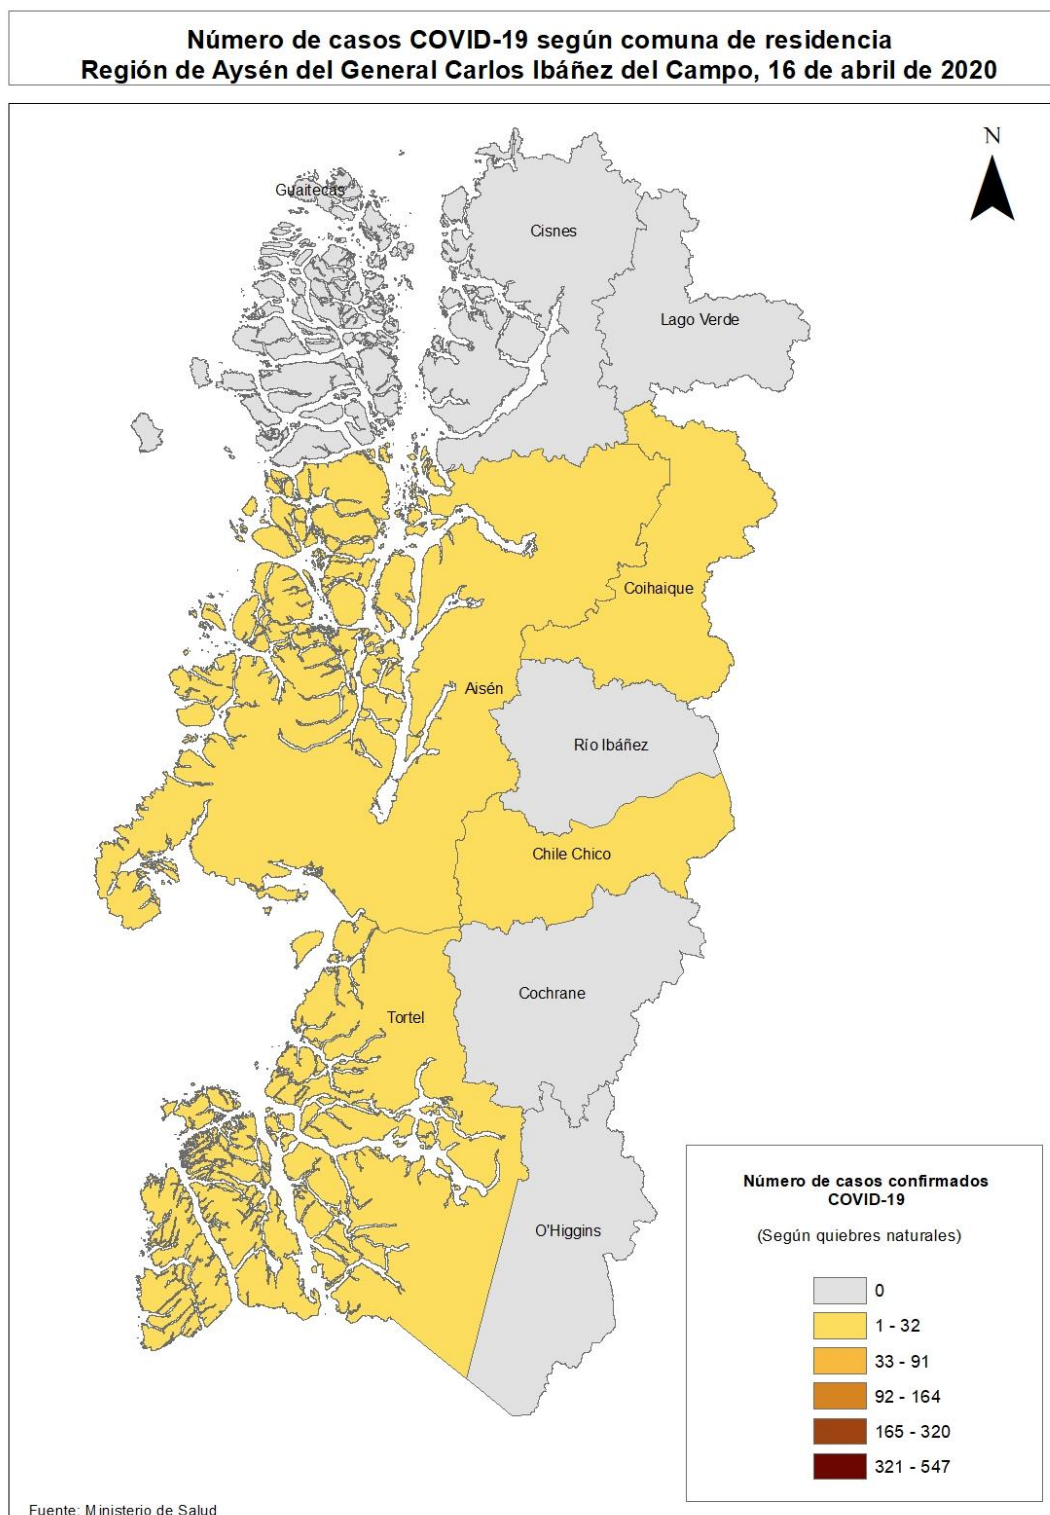 Número de casos COVID-19 según comuna de residencia
Región de Aysén del General Carlos Ibáñez del Campo, 16 de abril de 2020
N
Guaitecas
Cisnes
Lago Verde
Coihaique
Aisén
Río Ibáñez
Chile Chico
Cochrane
Tortel
O'Higgins
Número de casos confirmados
COVID-19
(Según quiebres naturales)
0
1 - 32
33 - 91
92 - 164
165 - 320
321 - 547
Fuente: Ministerio de Salud